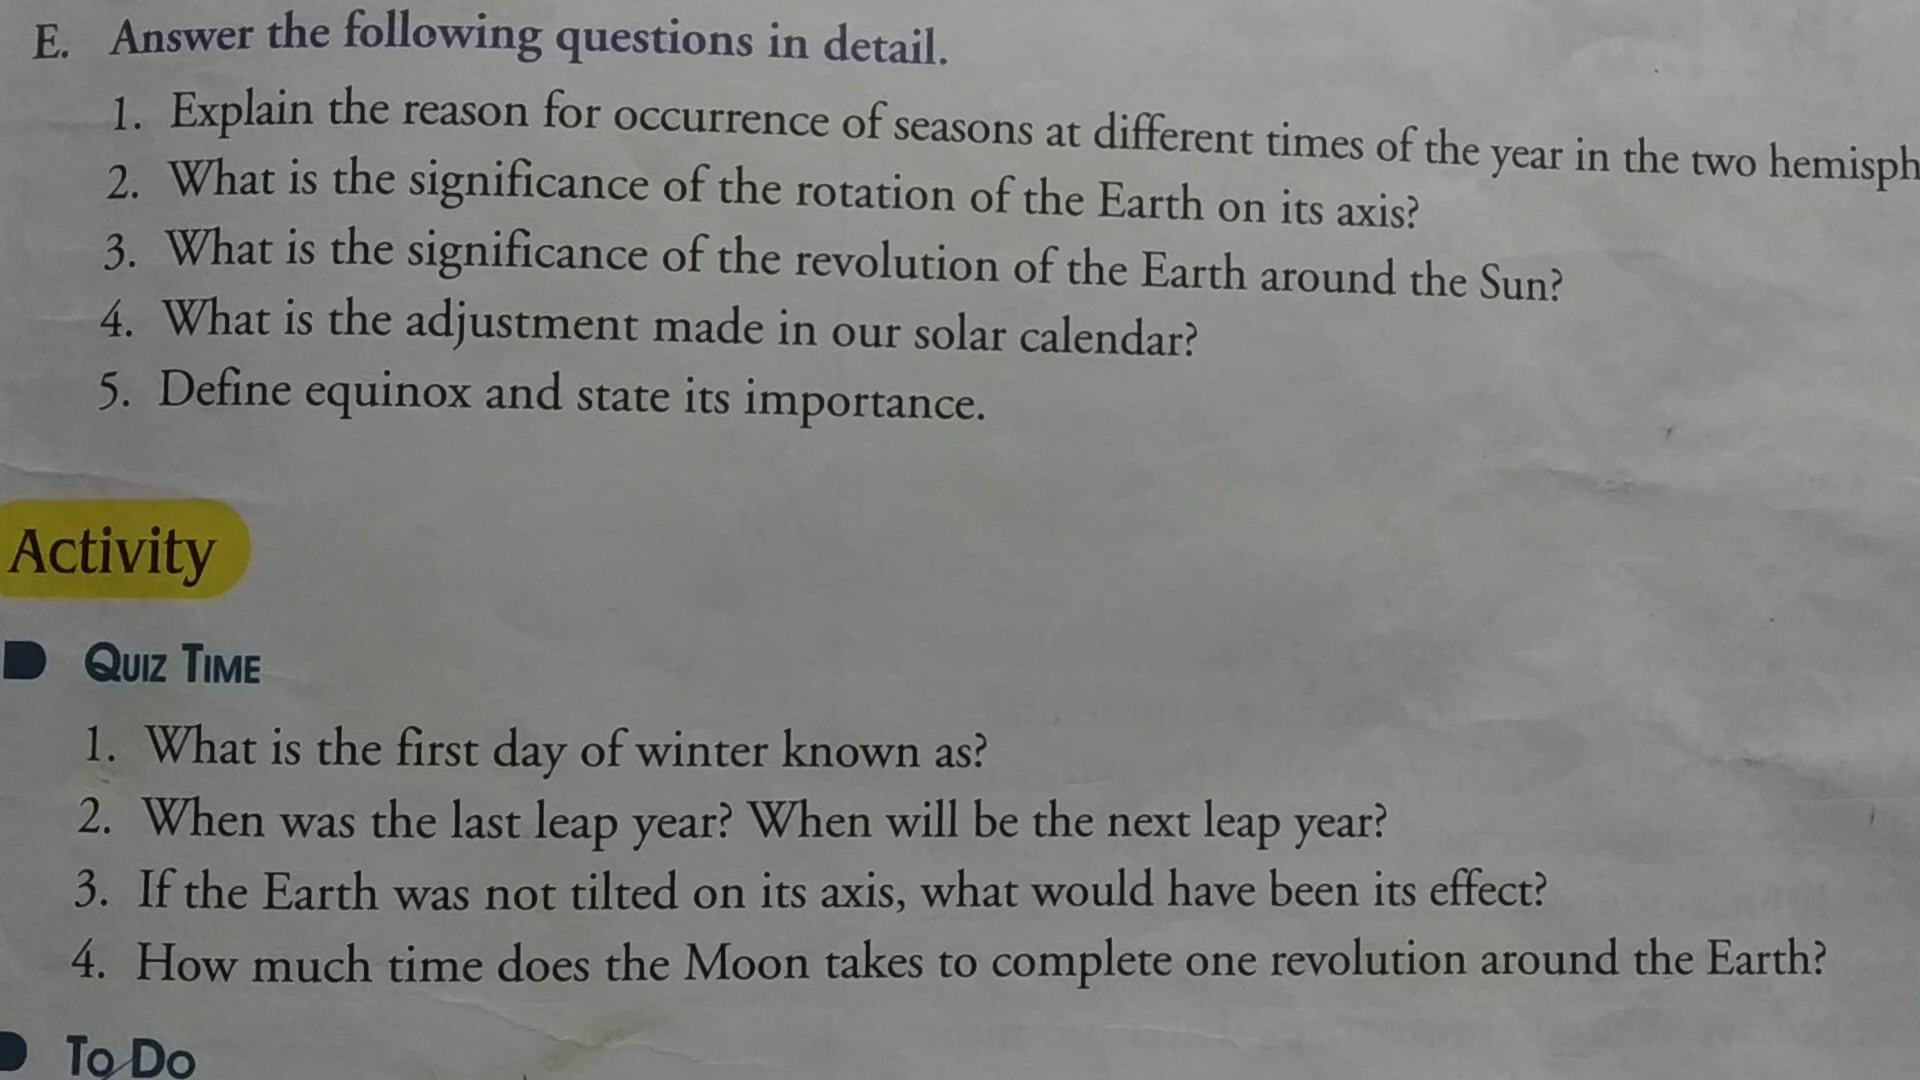 E. Answer the following questions in detail.
1. Explain the reason for occurrence of seasons at different times of the year in the two hemisph
2. What is the significance of the rotation of the Earth on its axis?
3. What is the significance of the revolution of the Earth around the Sun?
4. What is the adjustment made in our solar calendar?
5. Define equinox and state its importance.
Activity
QUIZ TIME
1. What is the first day of winter known as?
2. When was the last leap year? When will be the next leap year?
3. If the Earth was not tilted on its axis, what would have been its effect?
4. How much time does the Moon takes to complete one revolution around the Earth?
TO DO